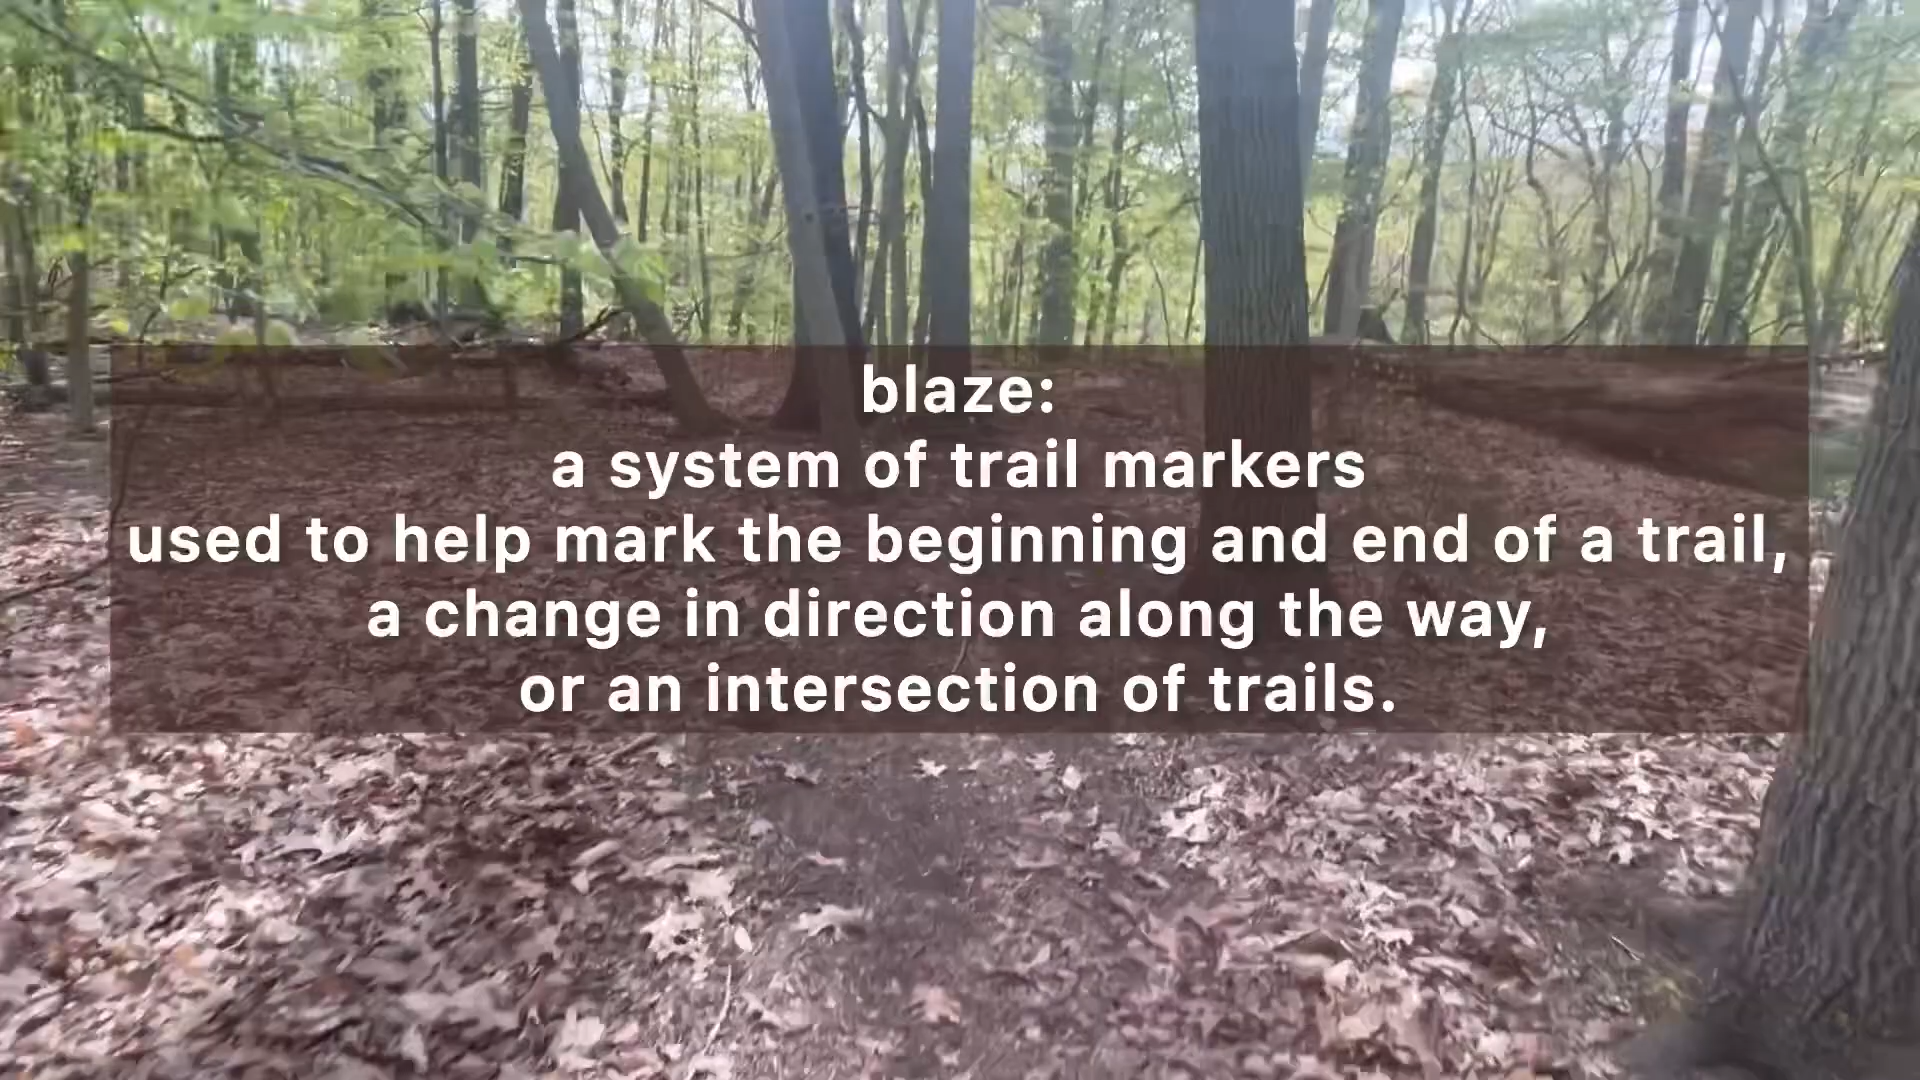 blaze:
a system of trail markers
used to help mark the beginning and end of a trail,
a change in direction along the way,
or an intersection of trails.